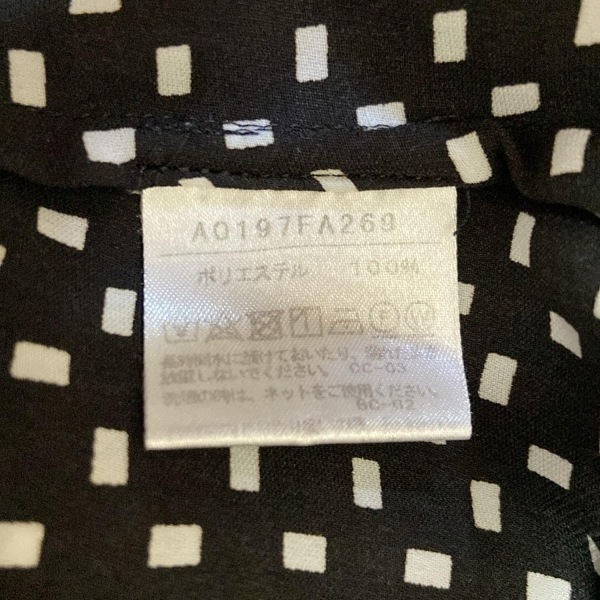 A0197FA269
ポリエステル 100%
長時間水に漬けておいたり、濡れたまま
放置しないでください。 CC-03
洗濯の時は、ネットをご使用ください。
GC-02